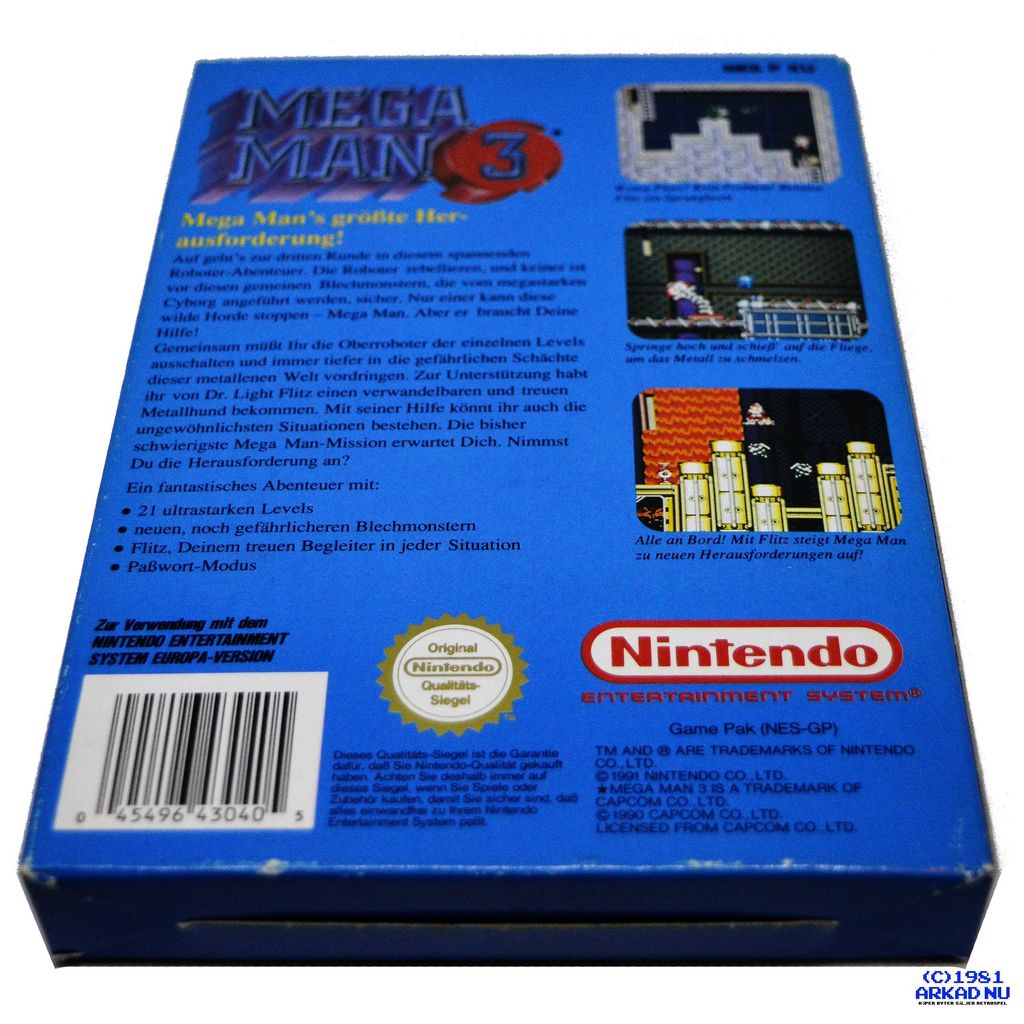 MEGA
MAN 3
Mega Man's größte Her-
ausforderung!
Auf geht's zur dritten Runde in diesem spannenden
Roboter-Abenteuer. Die Roboter rebellieren, und keiner ist
vor diesen gemeinen Blechmonstern, die vom megastarken
Cyborg angeführt werden, sicher. Nur einer kann diese
wilde Horde stoppen – Mega Man. Aber er braucht Deine
Hilfe!
Gemeinsam müßt Ihr die Oberroboter der einzelnen Levels
ausschalten und immer tiefer in die gefährlichen Schächte
dieser metallenen Welt vordringen. Zur Unterstützung habt
ihr von Dr. Light Flitz einen verwandelbaren und treuen
Metallhund bekommen. Mit seiner Hilfe könnt ihr auch die
ungewöhnlichsten Situationen bestehen. Die bisher
schwierigste Mega Man-Mission erwartet Dich. Nimmst
Du die Herausforderung an?
Ein fantastisches Abenteuer mit:
• 21 ultrastarken Levels
• neuen, noch gefährlicheren Blechmonstern
• Flitz, Deinem treuen Begleiter in jeder Situation
• Paßwort-Modus
Springe hoch und schieß' auf die Fliege,
um das Metall zu schmelzen.
Alle an Bord! Mit Flitz steigt Mega Man
zu neuen Herausforderungen auf!
Zur Verwendung mit dem
NINTENDO ENTERTAINMENT
SYSTEM EUROPA-VERSION
0 45496 43040 5
Original
Nintendo
Qualitäts-
Siegel
TM
Dieses Qualitäts-Siegel ist die Garantie
dafür, daß Sie Nintendo-Qualität gekauft
haben. Achten Sie deshalb immer auf
dieses Siegel, wenn Sie Spiele oder
Zubehör kaufen, damit Sie sicher sind, daß
alles einwandfrei zu Ihrem Nintendo
Entertainment System paßt.
Nintendo
ENTERTAINMENT SYSTEM®
Game Pak (NES-GP)
TM AND ® ARE TRADEMARKS OF NINTENDO
CO., LTD.
©1991 NINTENDO CO., LTD.
★MEGA MAN 3 IS A TRADEMARK OF
CAPCOM CO., LTD.
©1990 CAPCOM CO., LTD.
LICENSED FROM CAPCOM CO., LTD.
(C)1981
ARKAD NU
KÖPER BYTER SÄLJER RETROSPEL